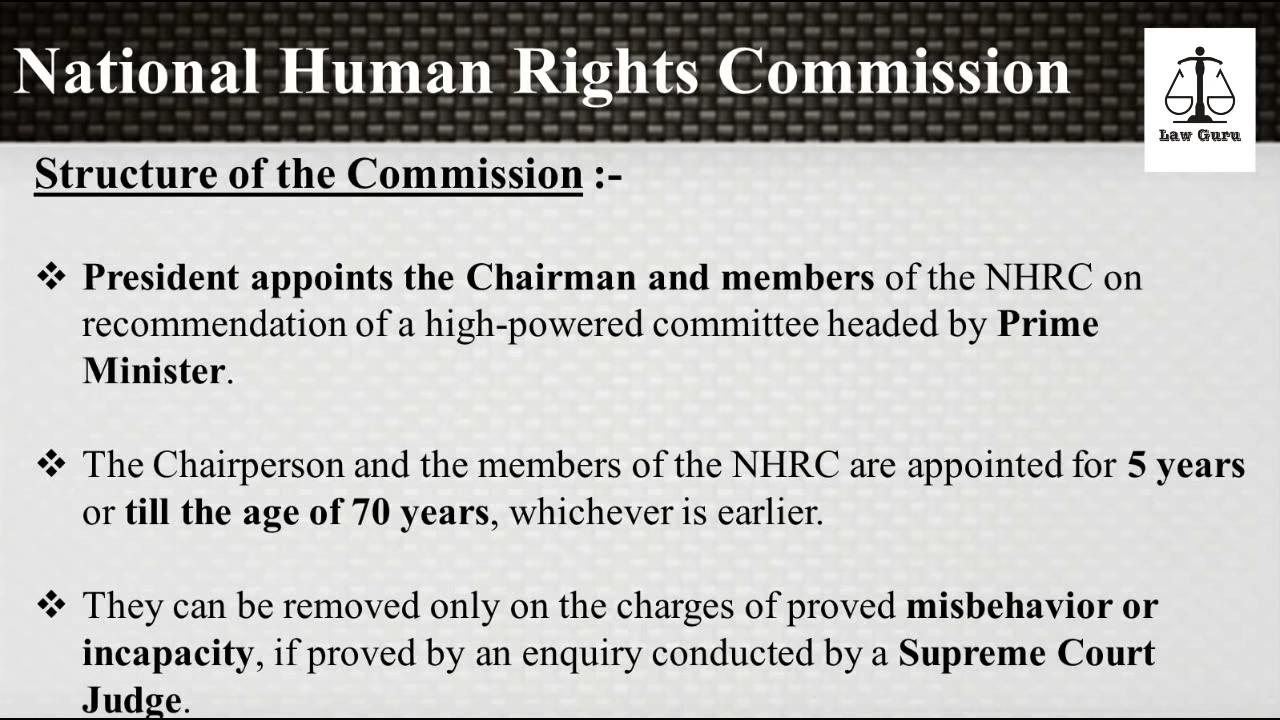 National Human Rights Commission
Law Guru
Structure of the Commission :-
❖ President appoints the Chairman and members of the NHRC on
recommendation of a high-powered committee headed by Prime
Minister.
❖ The Chairperson and the members of the NHRC are appointed for 5 years
or till the age of 70 years, whichever is earlier.
❖ They can be removed only on the charges of proved misbehavior or
incapacity, if proved by an enquiry conducted by a Supreme Court
Judge.